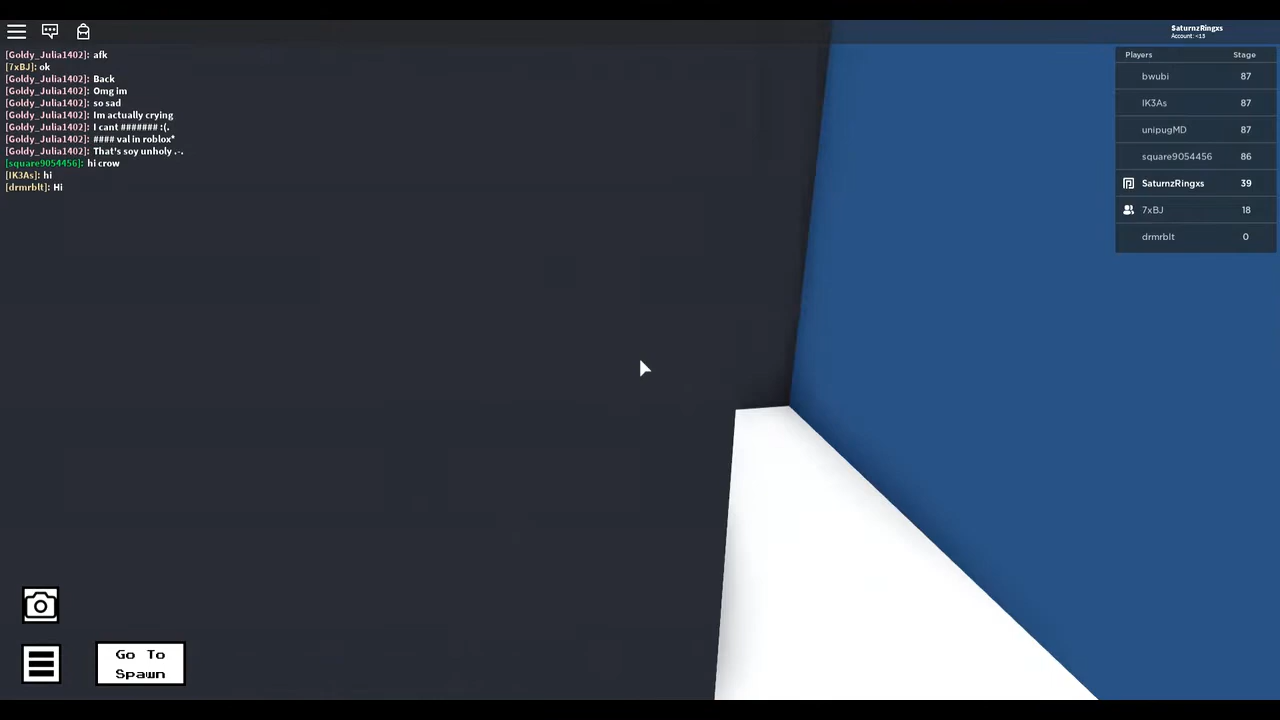 SaturnzRingxs
Account: <13
[Goldy_Julia1402]: afk
[7xBJ]: ok
[Goldy_Julia1402]: Back
[Goldy_Julia1402]: Omg im
[Goldy_Julia1402]: so sad
[Goldy_Julia1402]: Im actually crying
[Goldy_Julia1402]: I cant ####### :(.
[Goldy_Julia1402]: #### val in roblox*
[Goldy_Julia1402]: That's soy unholy .-.
[square9054456]: hi crow
[IK3As]: hi
[drmrblt]: Hi
Players Stage
bwubi 87
IK3As 87
unipugMD 87
square9054456 86
SaturnzRingxs 39
7xBJ 18
drmrblt 0
Go To
Spawn